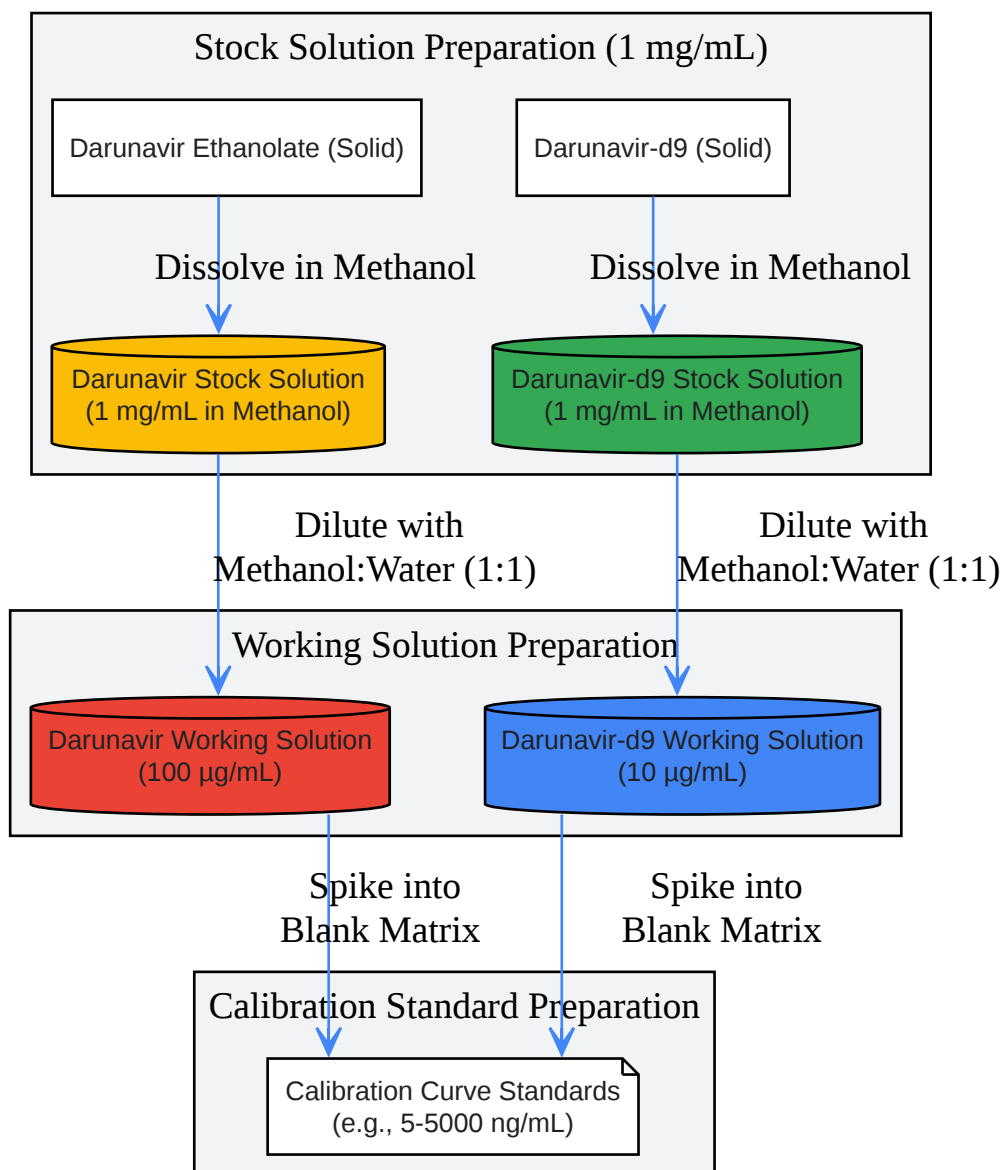 Stock Solution Preparation (1 mg/mL)
Darunavir Ethanolate (Solid)
Darunavir-d9 (Solid)
Dissolve in Methanol
Dissolve in Methanol
Darunavir Stock Solution
(1 mg/mL in Methanol)
Darunavir-d9 Stock Solution
(1 mg/mL in Methanol)
Dilute with
Methanol:Water (1:1)
Dilute with
Methanol:Water (1:1)
Working Solution Preparation
Darunavir Working Solution
(100 µg/mL)
Darunavir-d9 Working Solution
(10 µg/mL)
Spike into
Blank Matrix
Spike into
Blank Matrix
Calibration Standard Preparation
Calibration Curve Standards
(e.g., 5-5000 ng/mL)